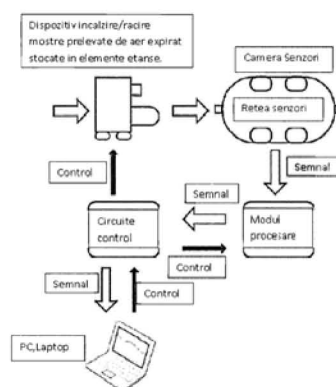 Dispozitiv incalzire/racire
mostre prelevate de aer expirat
stocate in elemente etanse.
Camera Senzori
Retea senzori
Semnal
Control
Semnal
Circuite
control
Modul
procesare
Control
Semnal
Control
PC,Laptop